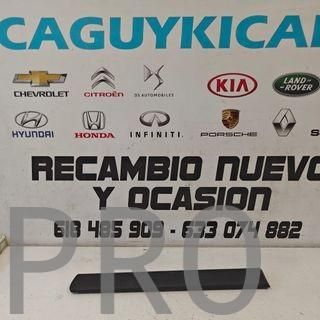 CAGUYKICAR
CHEVROLET CITROËN DS AUTOMOBILES KIA LAND ROVER
HYUNDAI HONDA INFINITI PORSCHE
RECAMBIO NUEVO
Y OCASION
613 485 909 - 633 074 882
PRO